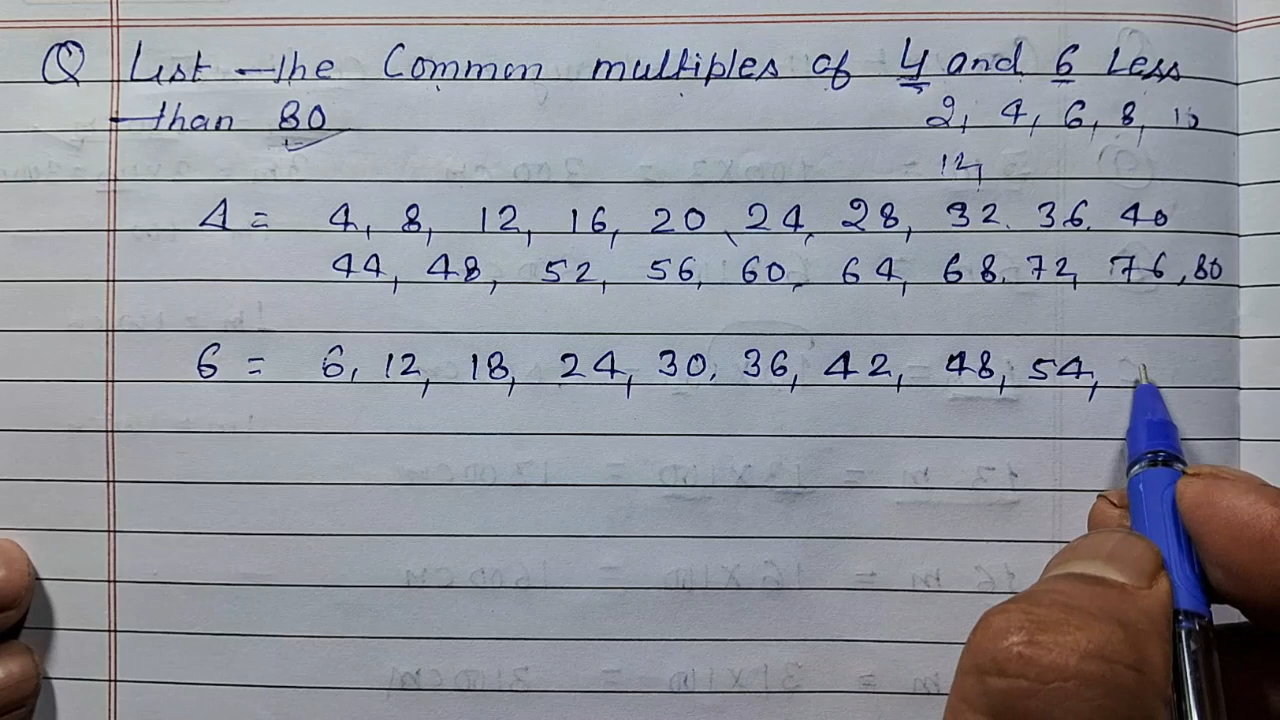 Q List the Common multiples of 4 and 6 Less
than 80
2, 4, 6, 8, 10
12,
4 = 4, 8, 12, 16, 20, 24, 28, 32, 36, 40
44, 48, 52, 56, 60, 64, 68, 72, 76, 80
6 = 6, 12, 18, 24, 30, 36, 42, 48, 54,